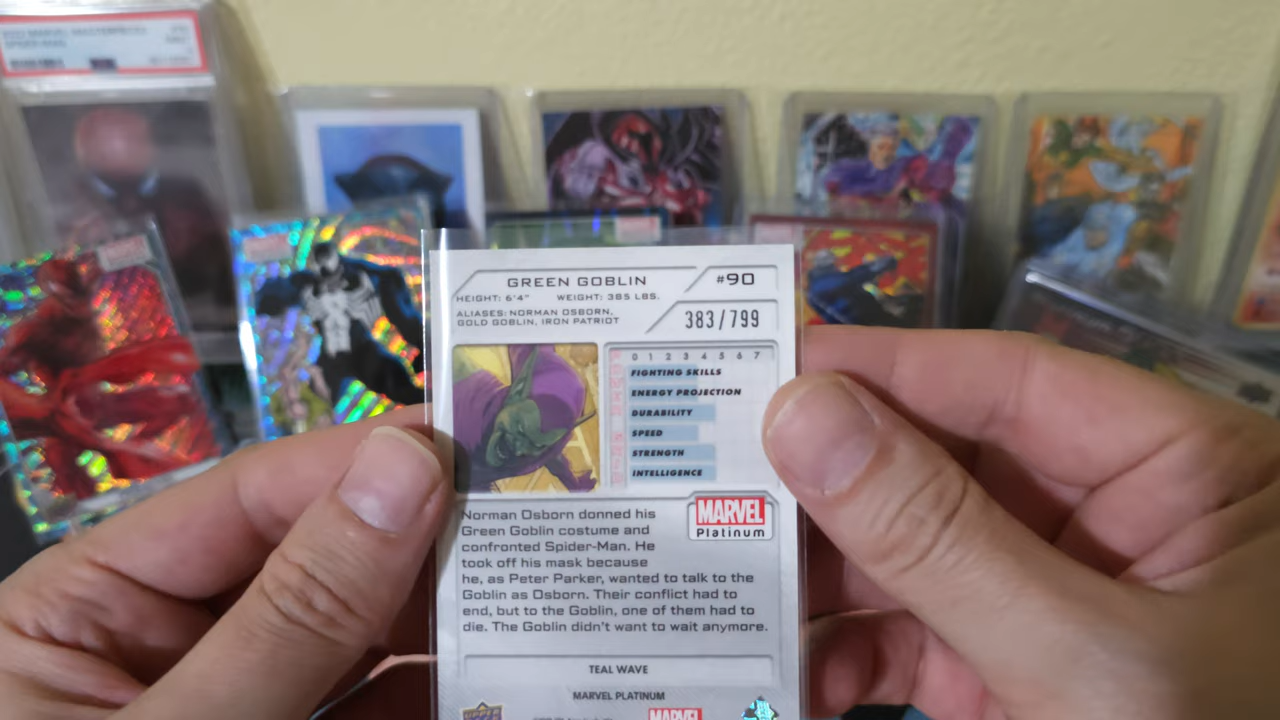 GREEN GOBLIN
#90
HEIGHT: 6'4" WEIGHT: 385 LBS.
ALIASES: NORMAN OSBORN,
GOLD GOBLIN, IRON PATRIOT
383/799
0 1 2 3 4 5 6 7
FIGHTING SKILLS
ENERGY PROJECTION
DURABILITY
SPEED
STRENGTH
INTELLIGENCE
MARVEL
Platinum
Norman Osborn donned his
Green Goblin costume and
confronted Spider-Man. He
took off his mask because
he, as Peter Parker, wanted to talk to the
Goblin as Osborn. Their conflict had to
end, but to the Goblin, one of them had to
die. The Goblin didn't want to wait anymore.
TEAL WAVE
MARVEL PLATINUM
UPPER
MARVEL